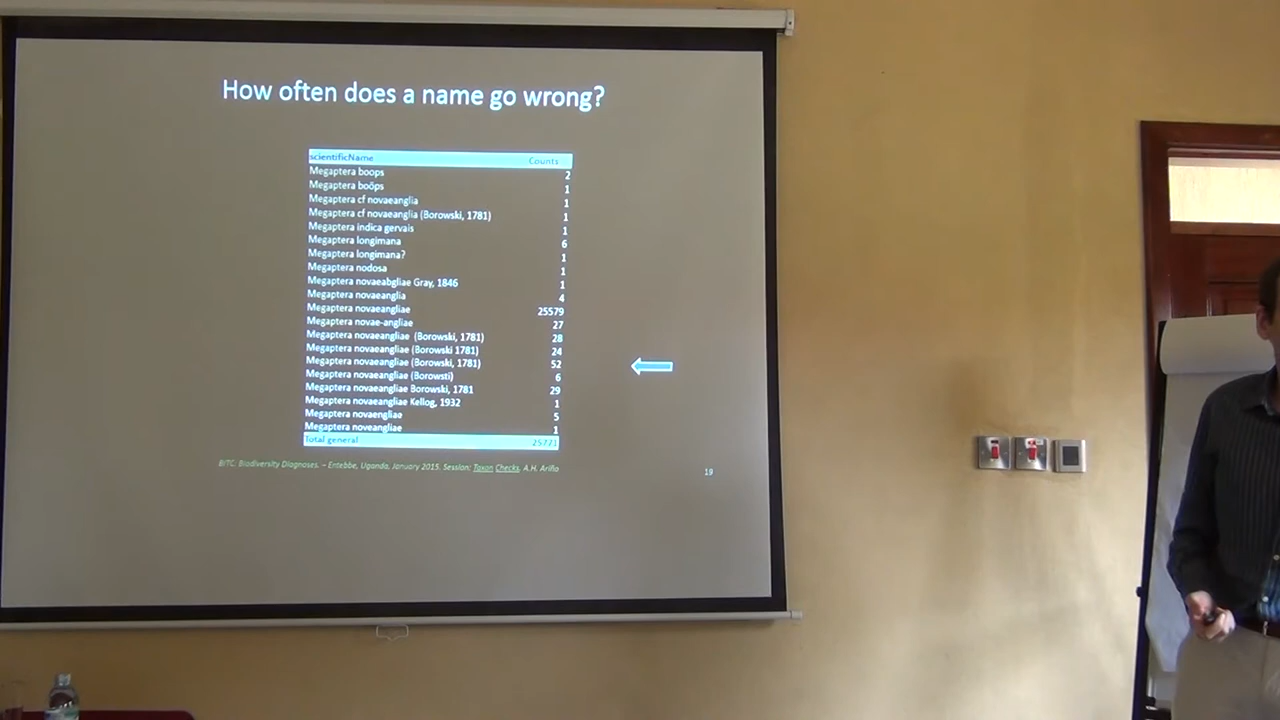 How often does a name go wrong?
scientificName Counts
Megaptera boops 2
Megaptera boöps 1
Megaptera cf novaeanglia 1
Megaptera cf novaeanglia (Borowski, 1781) 1
Megaptera indica gervais 1
Megaptera longimana 6
Megaptera longimana? 1
Megaptera nodosa 1
Megaptera novaeabgliae Gray, 1846 1
Megaptera novaeanglia 4
Megaptera novaeangliae 25579
Megaptera novae-angliae 27
Megaptera novaeangliae (Borowski, 1781) 28
Megaptera novaeangliae (Borowski 1781) 24
Megaptera novaeangliae (Borowski, 1781) 52
Megaptera novaeangliae (Borowsti) 6
Megaptera novaeangliae Borowski, 1781 29
Megaptera novaeangliae Kellog, 1932 1
Megaptera novaengliae 5
Megaptera noveangliae 1
Total general 25771
BITC: Biodiversity Diagnoses. – Entebbe, Uganda, January 2015. Session: Taxon Checks. A.H. Ariño
19